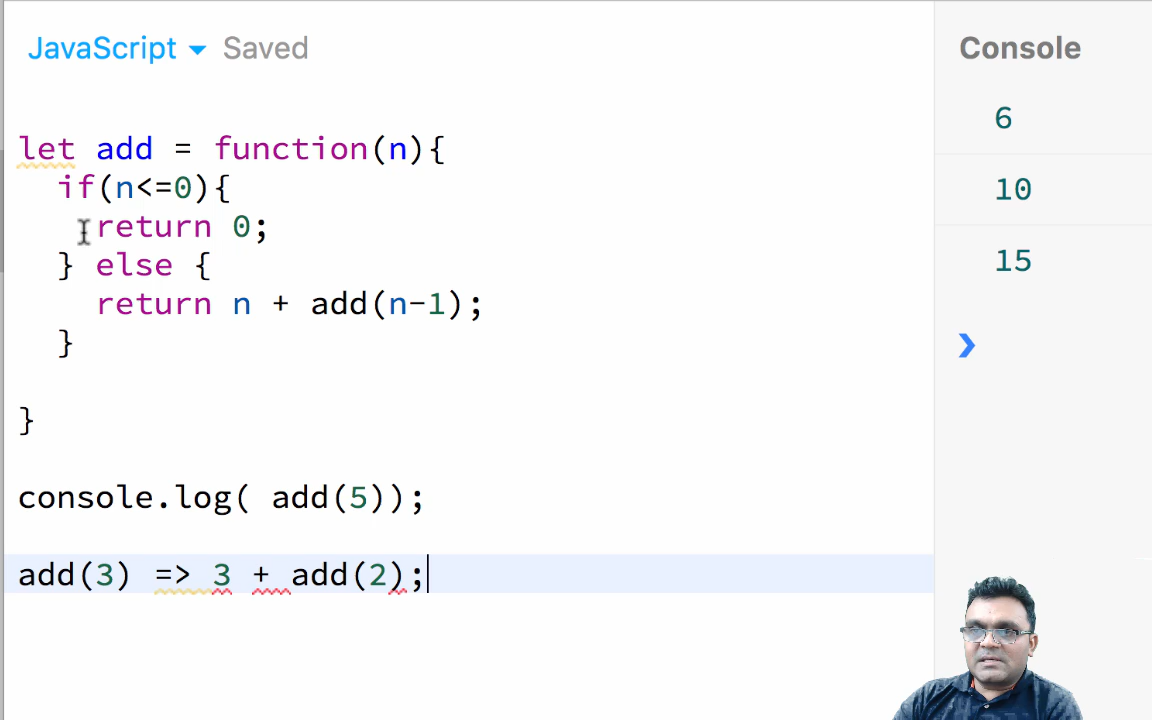 JavaScript Saved
let add = function(n){
  if(n<=0){
    return 0;
  } else {
    return n + add(n-1);
  }
}
console.log( add(5));
add(3) => 3 + add(2);
Console
6
10
15
❯